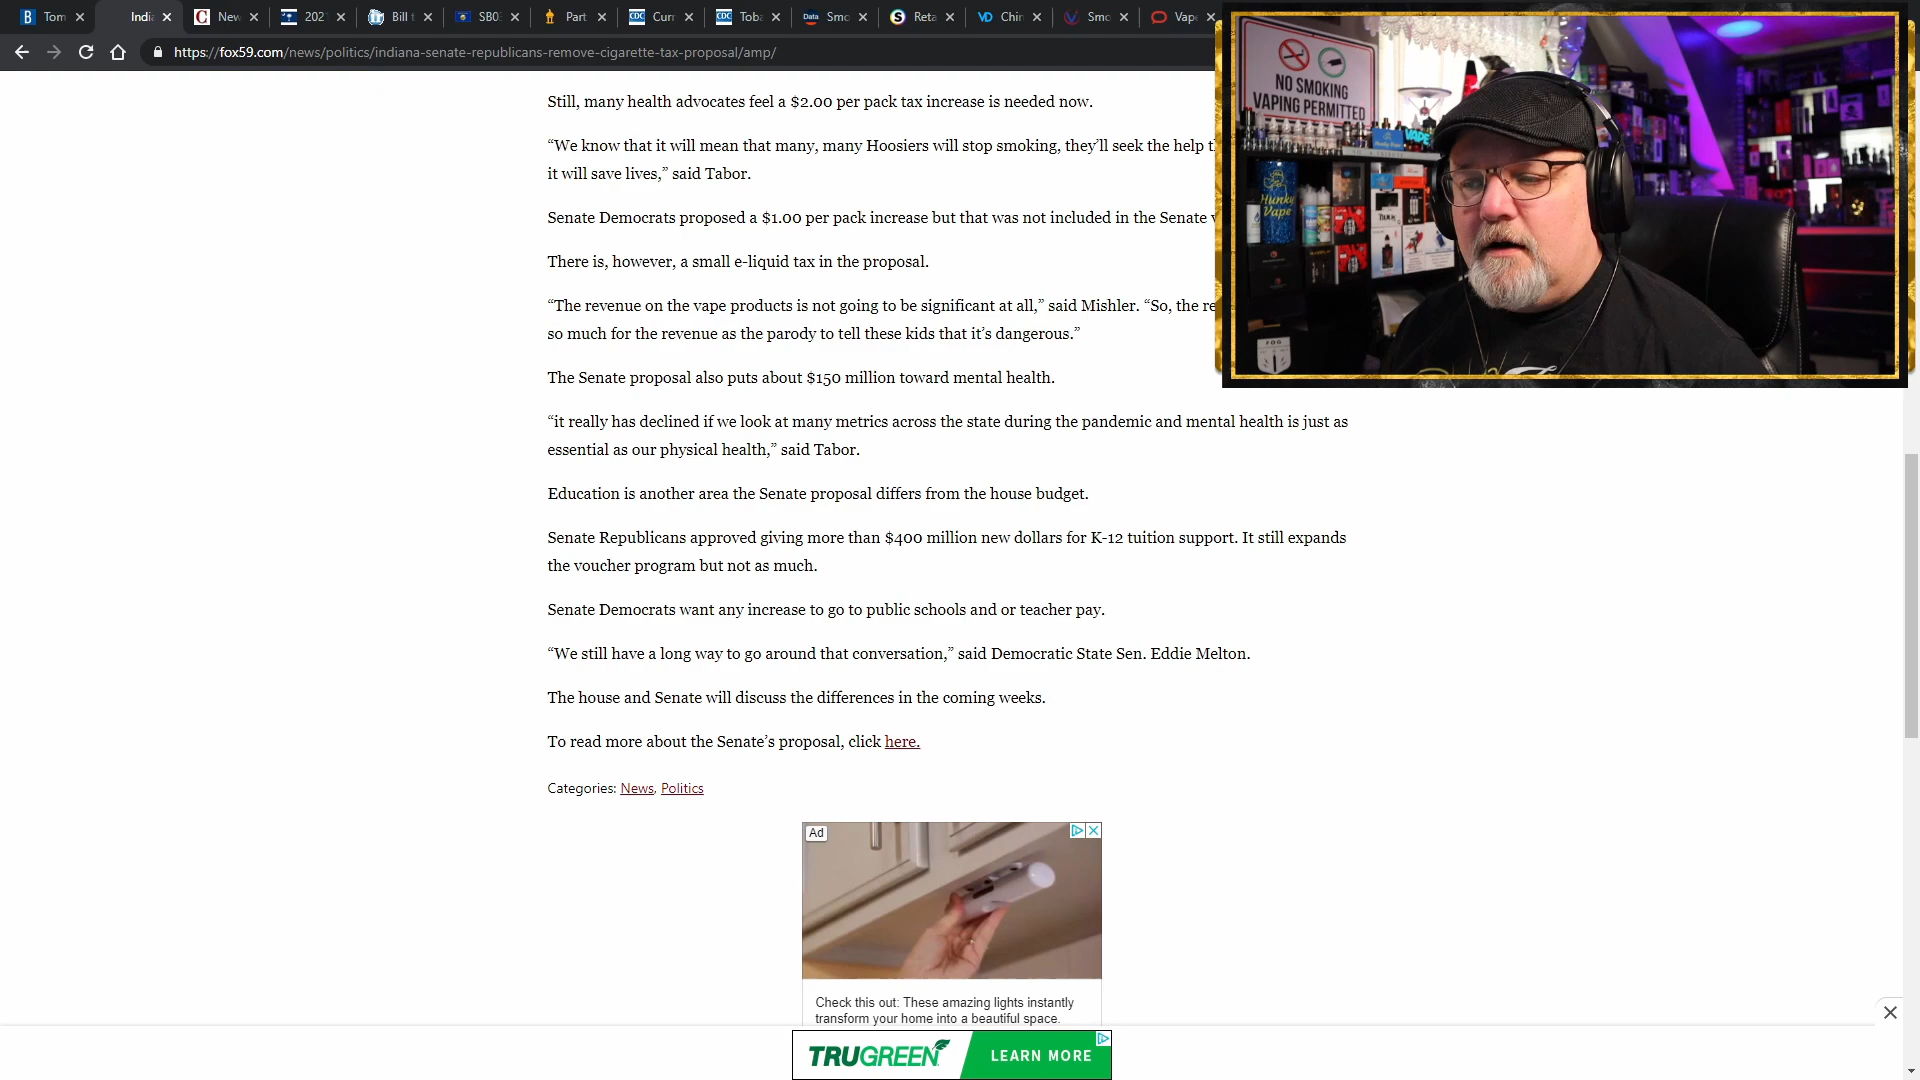 Tom
India
New
202
Bill t
SB03
Part
Curr
Toba
Smo
Reta
Chin
Smo
Vape
https://fox59.com/news/politics/indiana-senate-republicans-remove-cigarette-tax-proposal/amp/
Still, many health advocates feel a $2.00 per pack tax increase is needed now.
“We know that it will mean that many, many Hoosiers will stop smoking, they’ll seek the help
it will save lives,” said Tabor.
Senate Democrats proposed a $1.00 per pack increase but that was not included in the Senate
There is, however, a small e-liquid tax in the proposal.
“The revenue on the vape products is not going to be significant at all,” said Mishler. “So, the
so much for the revenue as the parody to tell these kids that it’s dangerous.”
The Senate proposal also puts about $150 million toward mental health.
“it really has declined if we look at many metrics across the state during the pandemic and mental health is just as
essential as our physical health,” said Tabor.
Education is another area the Senate proposal differs from the house budget.
Senate Republicans approved giving more than $400 million new dollars for K-12 tuition support. It still expands
the voucher program but not as much.
Senate Democrats want any increase to go to public schools and or teacher pay.
“We still have a long way to go around that conversation,” said Democratic State Sen. Eddie Melton.
The house and Senate will discuss the differences in the coming weeks.
To read more about the Senate’s proposal, click here.
Categories: News, Politics
Ad
Check this out: These amazing lights instantly
transform your home into a beautiful space.
TRUGREEN
LEARN MORE
NO SMOKING
VAPING PERMITTED
VAPE
Hunky
Vape
FOG